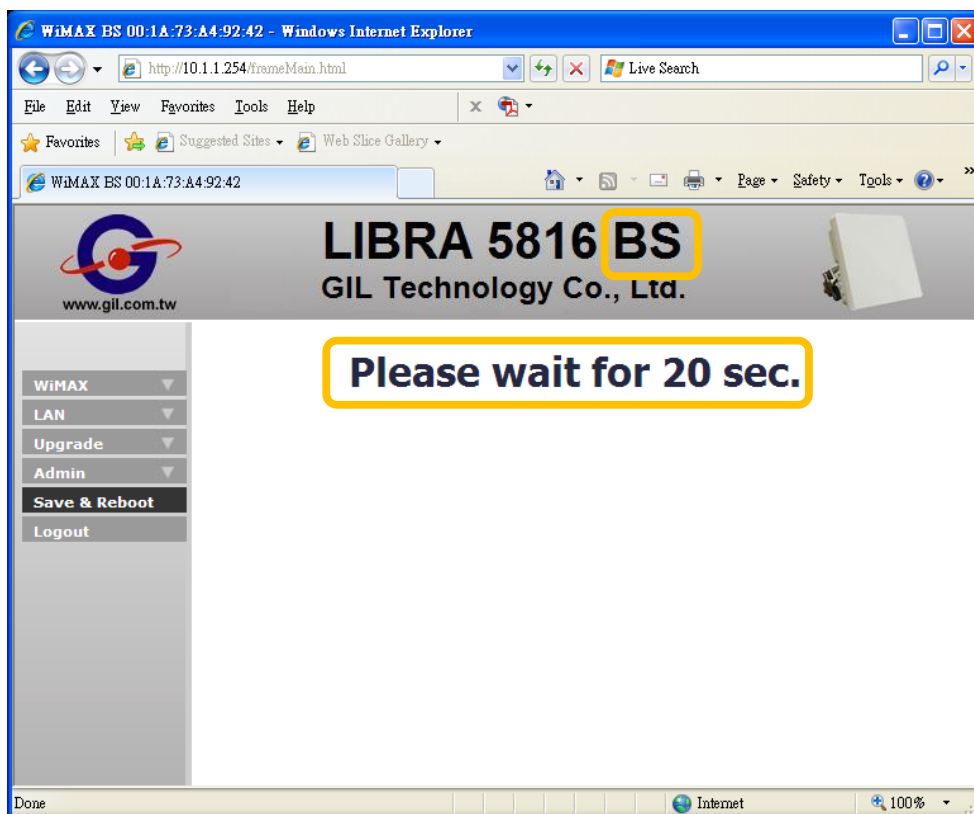 WiMAX BS 00:1A:73:A4:92:42 - Windows Internet Explorer
http://10.1.1.254/frameMain.html
Live Search
File Edit View Favorites Tools Help
Favorites Suggested Sites Web Slice Gallery
WiMAX BS 00:1A:73:A4:92:42
Page Safety Tools
LIBRA 5816 BS
GIL Technology Co., Ltd.
www.gil.com.tw
Please wait for 20 sec.
WiMAX
LAN
Upgrade
Admin
Save & Reboot
Logout
Done Internet 100%